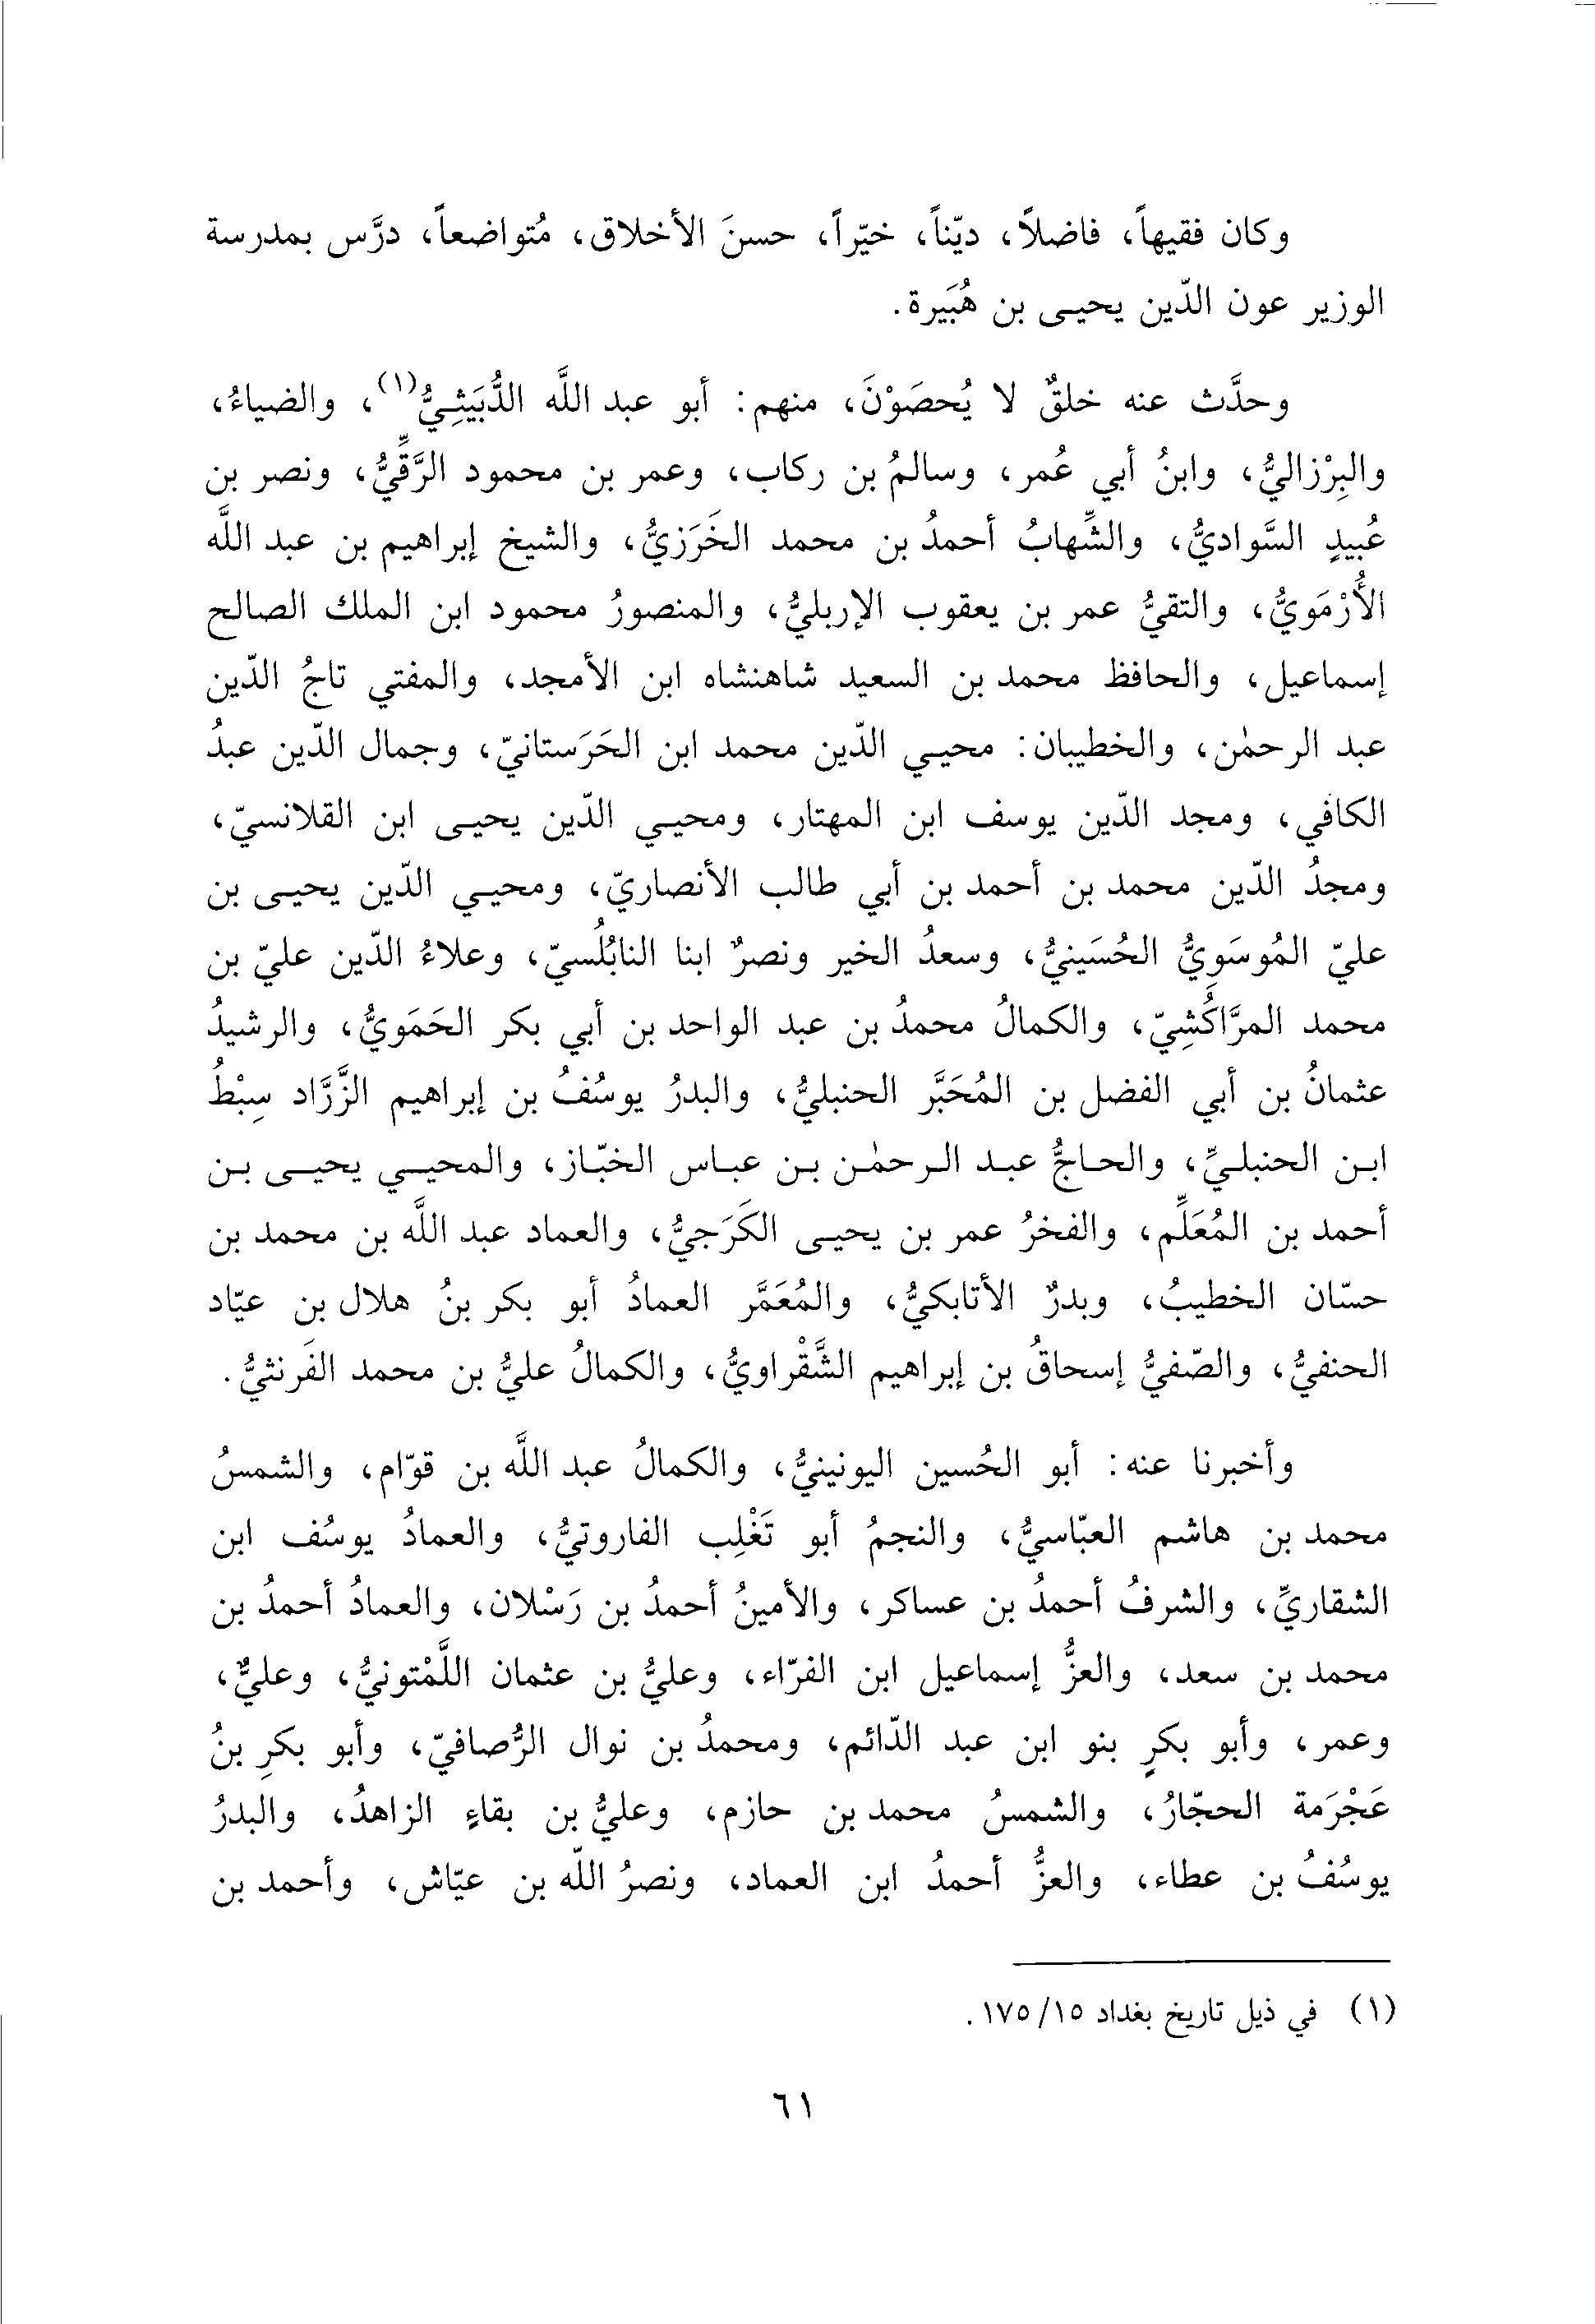 وكان فقيهاً، فاضلاً، ديّناً، خيّراً، حسنَ الأخلاق، مُتواضعاً، درَّس بمدرسة
الوزير عون الدّين يحيى بن هُبَيرة.
وحدَّث عنه خلقٌ لا يُحصَوْنَ، منهم: أبو عبد اللَّه الدُّبَيَثِيُّ(١)، والضياءُ،
والبِرْزاليُّ، وابنُ أبي عُمر، وسالمُ بن ركاب، وعمر بن محمود الرَّقِّيُّ، ونصر بن
عُبيدٍ السَّواديُّ، والشِّهابُ أحمدُ بن محمد الخَرَزيُّ، والشيخ إبراهيم بن عبد اللَّه
الأُرْمَويُّ، والتقيُّ عمر بن يعقوب الإربليُّ، والمنصورُ محمود ابن الملك الصالح
إسماعيل، والحافظ محمد بن السعيد شاهنشاه ابن الأمجد، والمفتي تاجُ الدّين
عبد الرحمٰن، والخطيبان: محيي الدّين محمد ابن الحَرَستانيّ، وجمال الدّين عبدُ
الكافي، ومجد الدّين يوسف ابن المهتار، ومحيي الدّين يحيى ابن القلانسيّ،
ومجدُ الدّين محمد بن أحمد بن أبي طالب الأنصاريّ، ومحيي الدّين يحيى بن
عليّ المُوسَوِيُّ الحُسَينيُّ، وسعدُ الخير ونصرٌ ابنا النابُلُسيّ، وعلاءُ الدّين عليّ بن
محمد المرَّاكُشِيّ، والكمالُ محمدُ بن عبد الواحد بن أبي بكر الحَمَويُّ، والرشيدُ
عثمانُ بن أبي الفضل بن المُحَبَّر الحنبليُّ، والبدرُ يوسُفُ بن إبراهيم الزَّرَّاد سِبْطُ
ابن الحنبليِّ، والحاجُّ عبد الرحمٰن بن عباس الخبّاز، والمحيي يحيى بن
أحمد بن المُعَلِّم، والفخرُ عمر بن يحيى الكَرَجيُّ، والعماد عبد اللَّه بن محمد بن
حسّان الخطيبُ، وبدرٌ الأتابكيُّ، والمُعَمَّر العمادُ أبو بكر بنُ هلال بن عيّاد
الحنفيُّ، والصّفيُّ إسحاقُ بن إبراهيم الشَّقْراويُّ، والكمالُ عليُّ بن محمد الفَرنثيُّ.
وأخبرنا عنه: أبو الحُسين اليونينيُّ، والكمالُ عبد اللَّه بن قوّام، والشمسُ
محمد بن هاشم العبّاسيُّ، والنجمُ أبو تَغْلِب الفاروتيُّ، والعمادُ يوسُف ابن
الشقاريِّ، والشرفُ أحمدُ بن عساكر، والأمينُ أحمدُ بن رَسْلان، والعمادُ أحمدُ بن
محمد بن سعد، والعزُّ إسماعيل ابن الفرّاء، وعليُّ بن عثمان اللَّمْتونيُّ، وعليٌّ،
وعمر، وأبو بكرٍ بنو ابن عبد الدّائم، ومحمدُ بن نوال الرُّصافيّ، وأبو بكرِ بنُ
عَجْرَمة الحجّارُ، والشمسُ محمد بن حازم، وعليُّ بن بقاءٍ الزاهدُ، والبدرُ
يوسُفُ بن عطاء، والعزُّ أحمدُ ابن العماد، ونصرُ اللّه بن عيّاش، وأحمد بن
(١) في ذيل تاريخ بغداد ١٥/ ١٧٥.
٦١